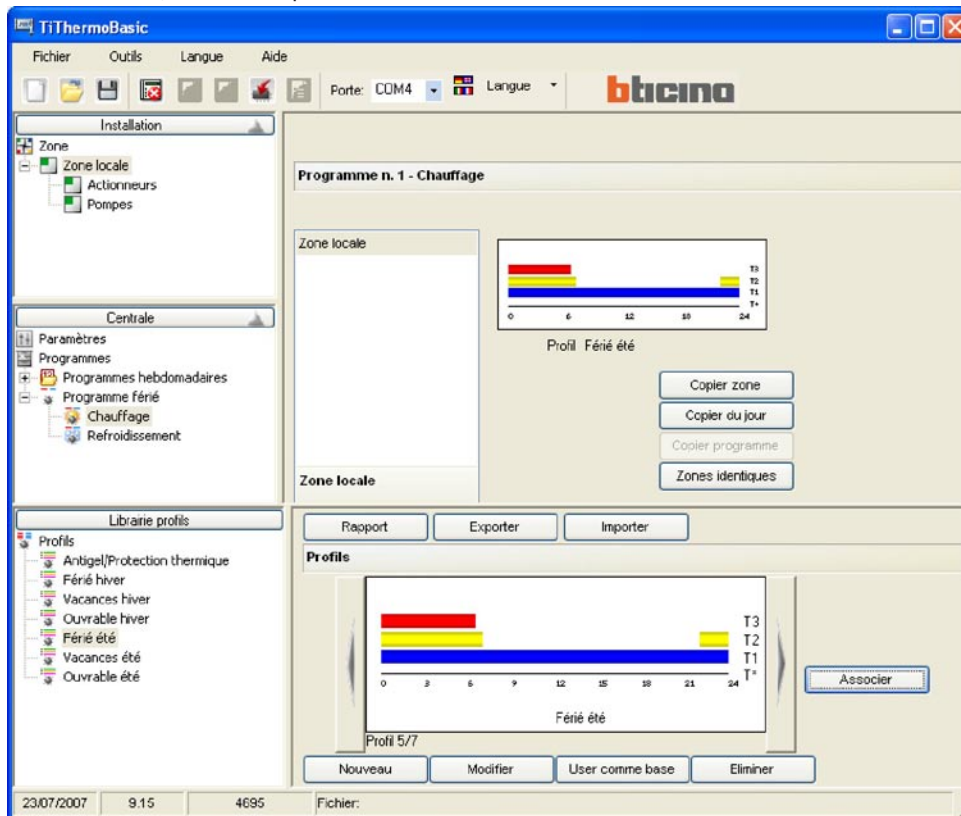 TiThermoBasic
Fichier Outils Langue Aide
Porte: COM4 Langue bticino
Installation
Zone
Zone locale
Actionneurs
Pompes
Programme n. 1 - Chauffage
Zone locale
T3
T2
T1
T*
0 6 12 18 24
Profil Férié été
Centrale
Paramètres
Programmes
Programmes hebdomadaires
Programme férié
Chauffage
Refroidissement
Copier zone
Copier du jour
Copier programme
Zones identiques
Zone locale
Librairie profils
Profils
Antigel/Protection thermique
Férié hiver
Vacances hiver
Ouvrable hiver
Férié été
Vacances été
Ouvrable été
Rapport Exporter Importer
Profils
T3
T2
T1
T*
0 3 6 9 12 15 18 21 24
Férié été
Profil 5/7
Associer
Nouveau Modifier User comme base Eliminer
23/07/2007 9.15 4695 Fichier: